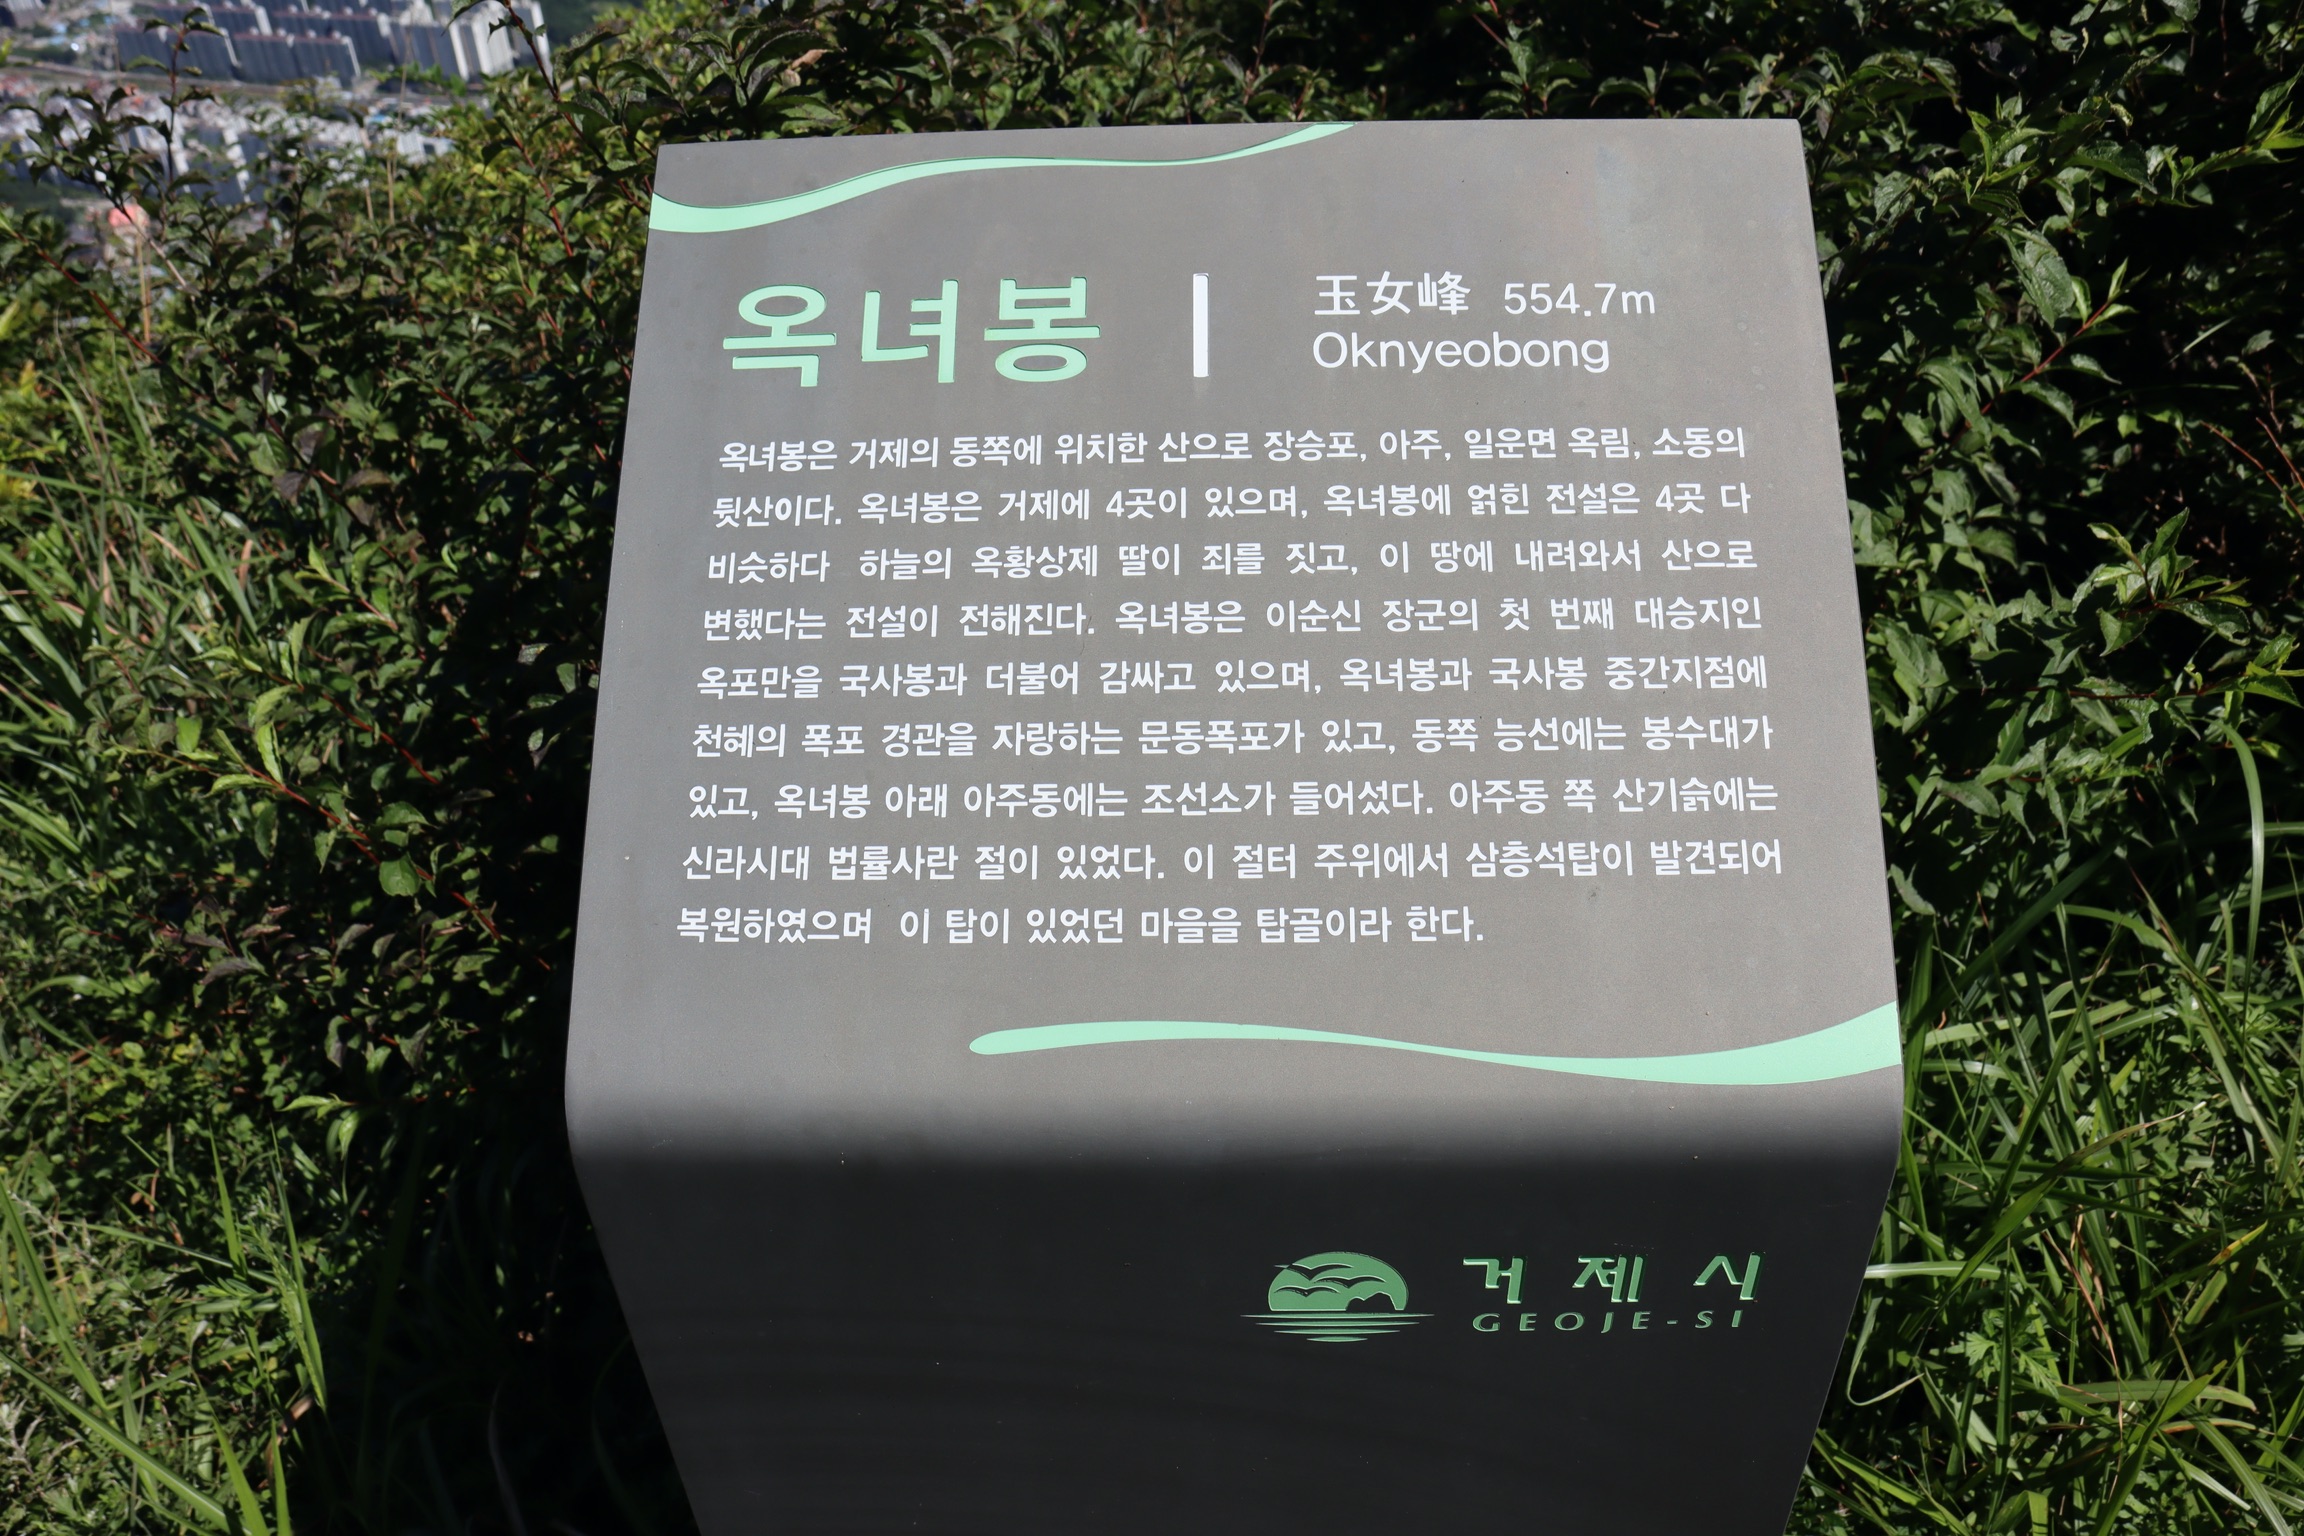 옥녀봉 | 玉女峰 554.7m
Oknyeobong
옥녀봉은 거제의 동쪽에 위치한 산으로 장승포, 아주, 일운면 옥림, 소동의
뒷산이다. 옥녀봉은 거제에 4곳이 있으며, 옥녀봉에 얽힌 전설은 4곳 다
비슷하다 하늘의 옥황상제 딸이 죄를 짓고, 이 땅에 내려와서 산으로
변했다는 전설이 전해진다. 옥녀봉은 이순신 장군의 첫 번째 대승지인
옥포만을 국사봉과 더불어 감싸고 있으며, 옥녀봉과 국사봉 중간지점에
천혜의 폭포 경관을 자랑하는 문동폭포가 있고, 동쪽 능선에는 봉수대가
있고, 옥녀봉 아래 아주동에는 조선소가 들어섰다. 아주동 쪽 산기슭에는
신라시대 법률사란 절이 있었다. 이 절터 주위에서 삼층석탑이 발견되어
복원하였으며 이 탑이 있었던 마을을 탑골이라 한다.
거제시
GEOJE-SI